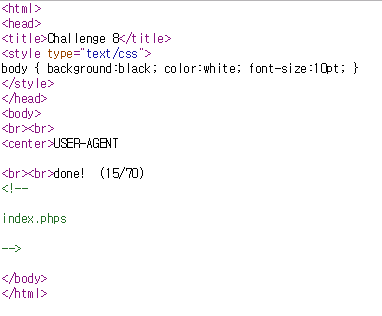 <html>
<head>
<title>Challenge 8</title>
<style type="text/css">
body { background:black; color:white; font-size:10pt; }
</style>
</head>
<body>
<br><br>
<center>USER-AGENT
<br><br>done!  (15/70)
<!--
index.phps
-->
</body>
</html>